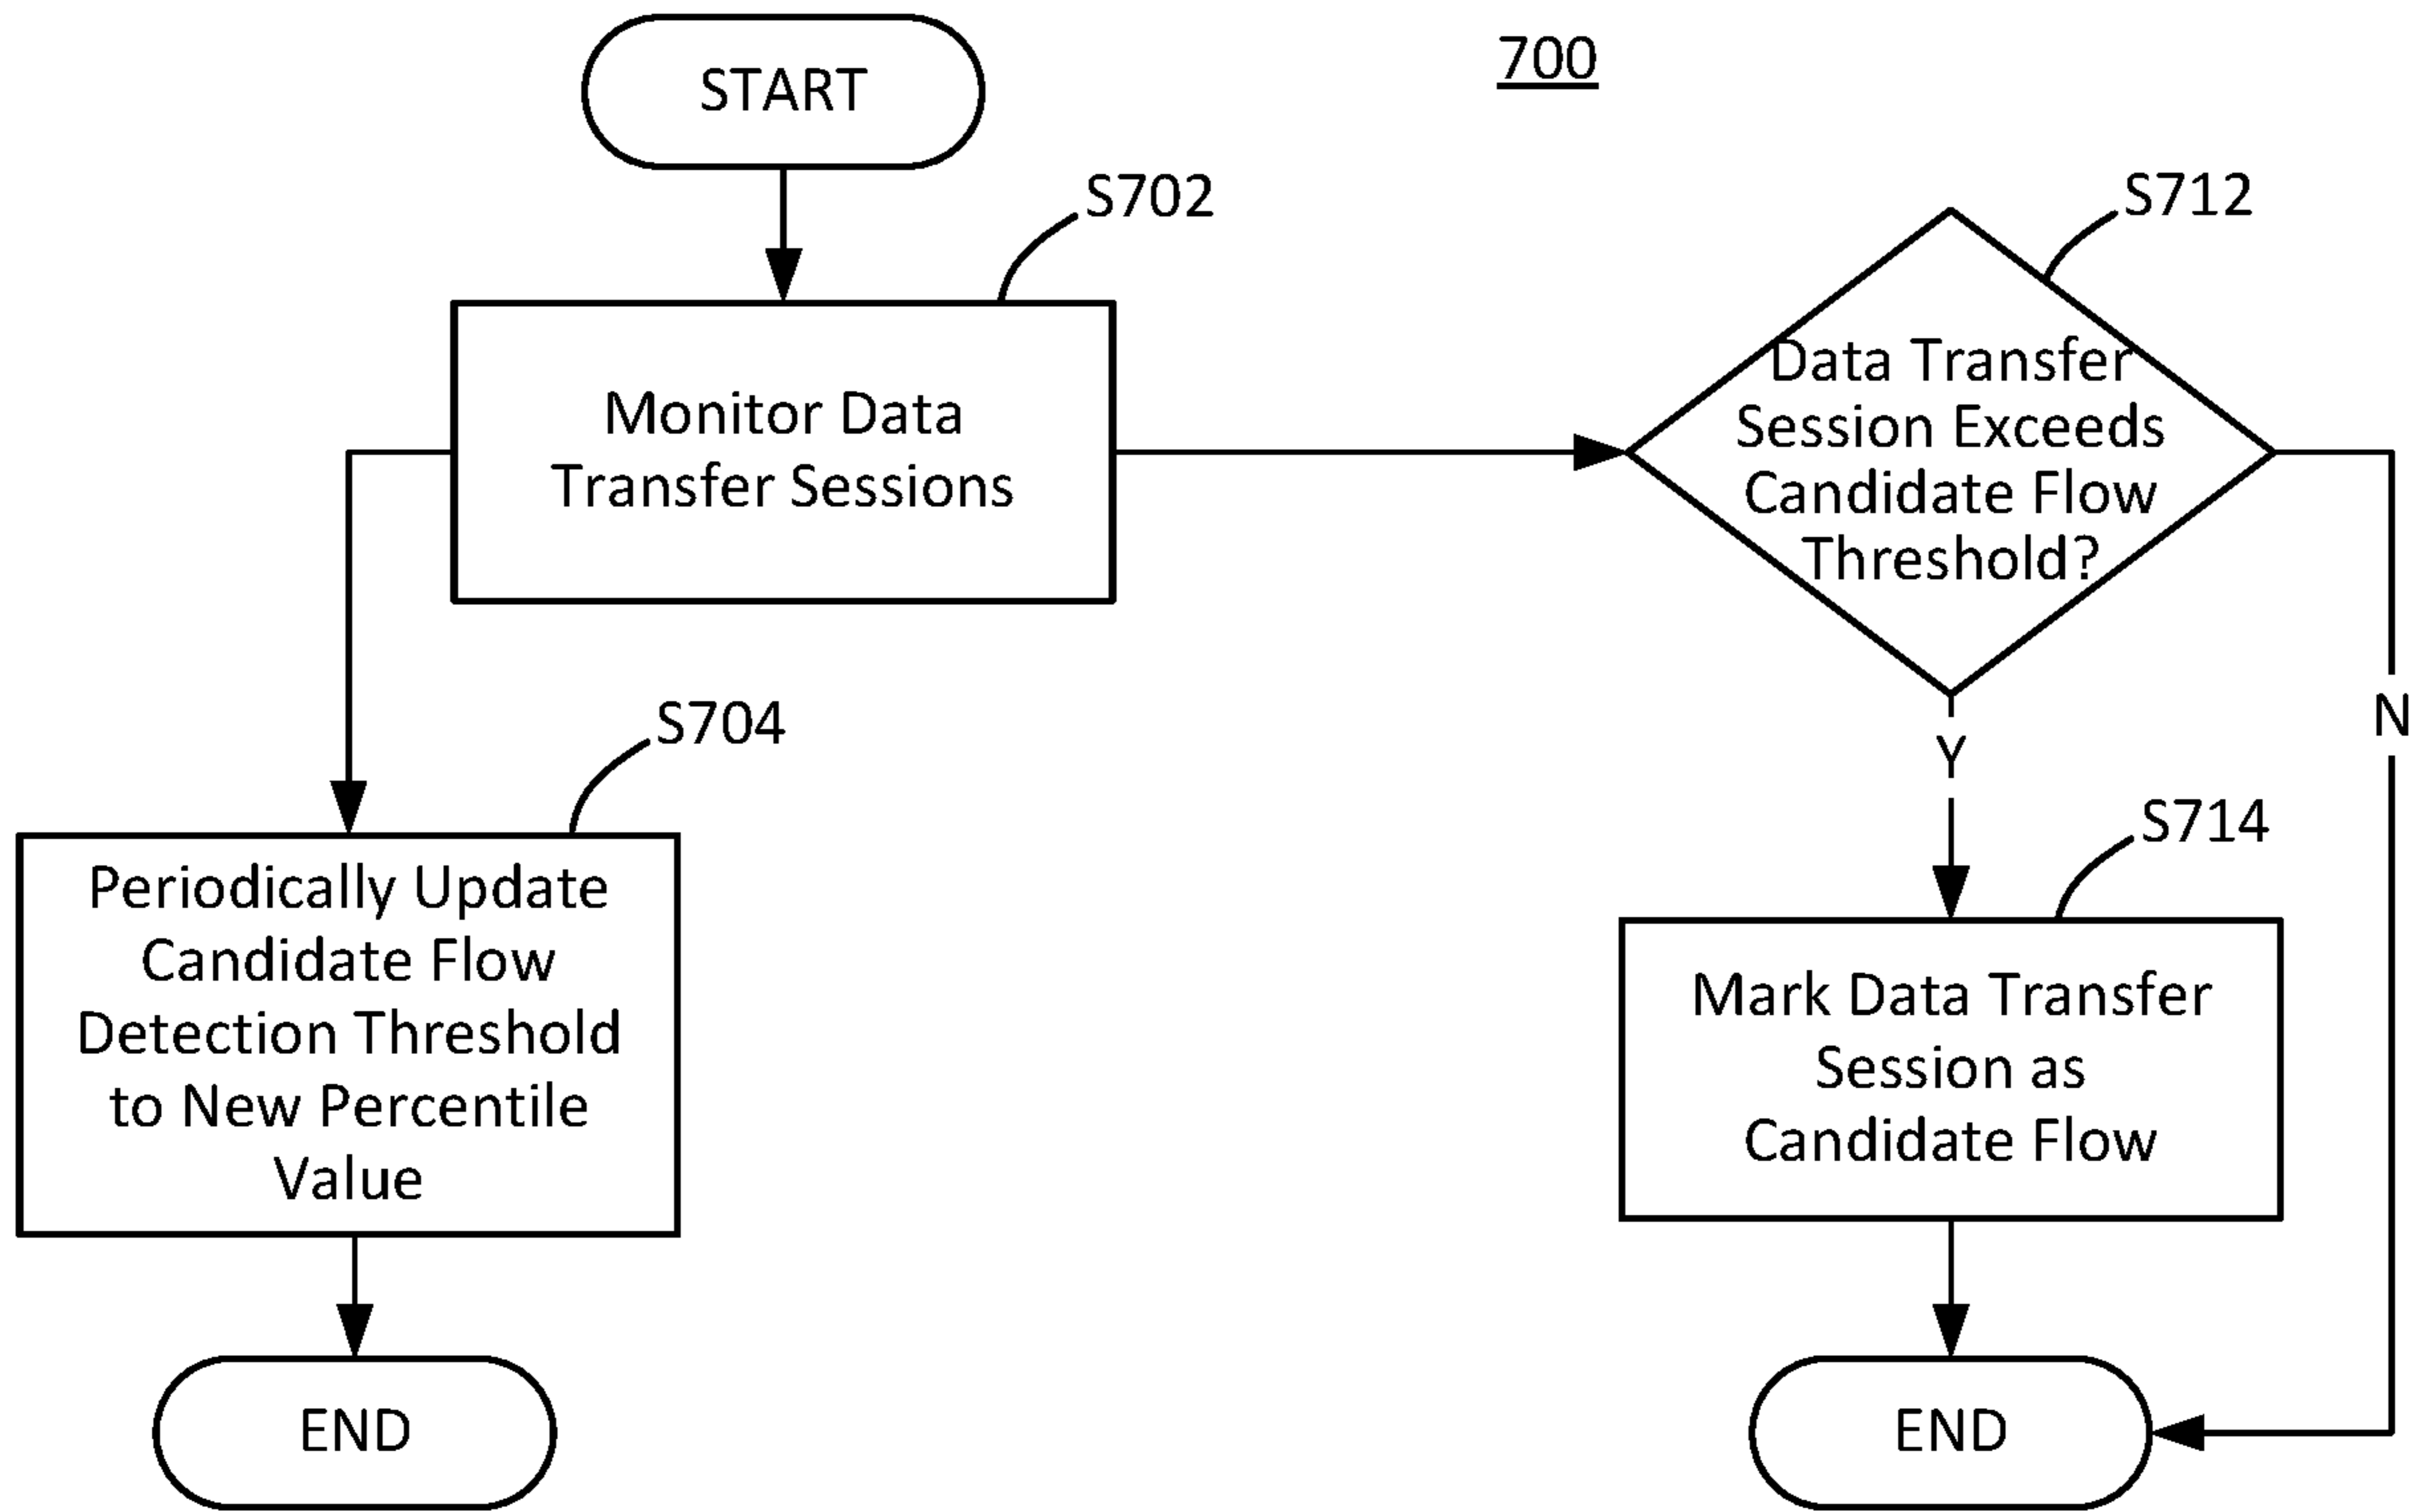 START
700
S702
S712
Monitor Data
Transfer Sessions
Data Transfer
Session Exceeds
Candidate Flow
Threshold?
N
Y
S704
S714
Periodically Update
Candidate Flow
Detection Threshold
to New Percentile
Value
Mark Data Transfer
Session as
Candidate Flow
END
END